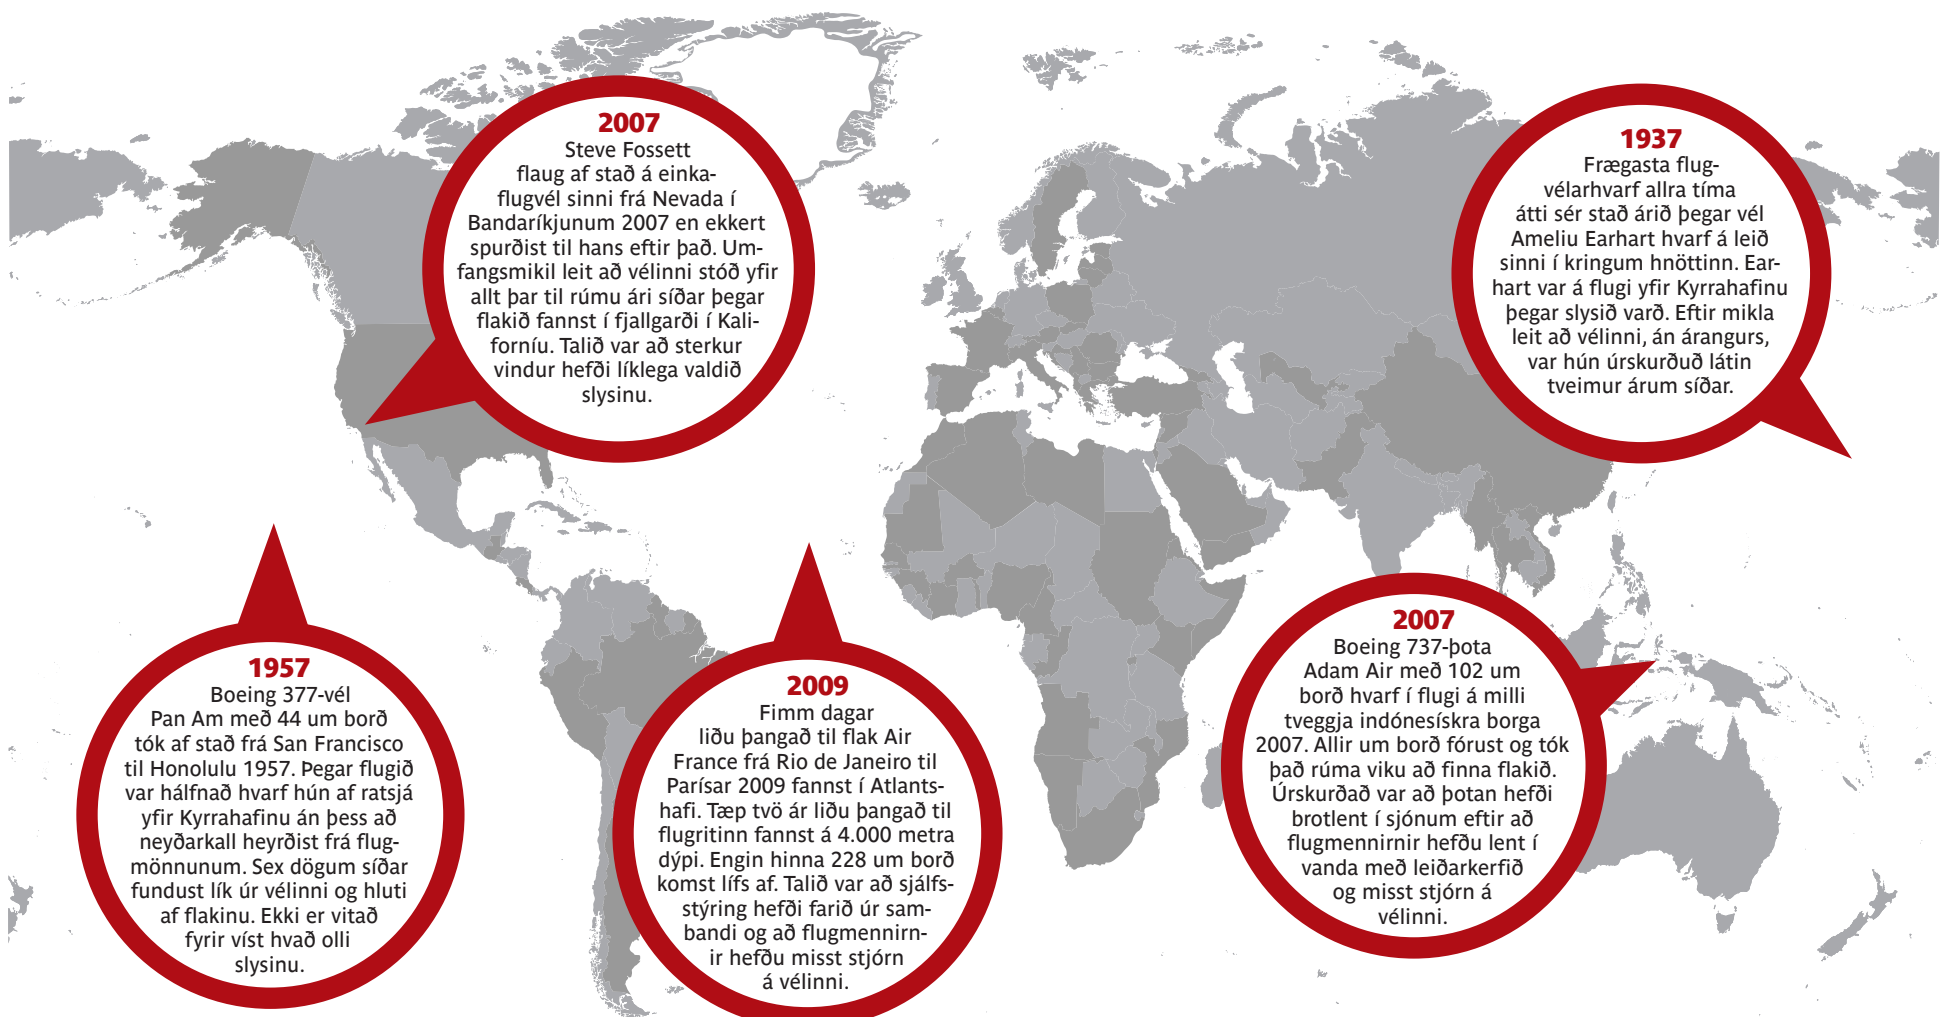 2007
Steve Fossett
flaug af stað á einka-
flugvél sinni frá Nevada í
Bandaríkjunum 2007 en ekkert
spurðist til hans eftir það. Um-
fangsmikil leit að vélinni stóð yfir
allt þar til rúmu ári síðar þegar
flakið fannst í fjallgarði í Kali-
forníu. Talið var að sterkur
vindur hefði líklega valdið
slysinu.
1937
Frægasta flug-
vélarhvarf allra tíma
átti sér stað árið þegar vél
Ameliu Earhart hvarf á leið
sinni í kringum hnöttinn. Ear-
hart var á flugi yfir Kyrrahafinu
þegar slysið varð. Eftir mikla
leit að vélinni, án árangurs,
var hún úrskurðuð látin
tveimur árum síðar.
1957
Boeing 377-vél
Pan Am með 44 um borð
tók af stað frá San Francisco
til Honolulu 1957. Þegar flugið
var hálfnað hvarf hún af ratsjá
yfir Kyrrahafinu án þess að
neyðarkall heyrðist frá flug-
mönnunum. Sex dögum síðar
fundust lík úr vélinni og hluti
af flakinu. Ekki er vitað
fyrir víst hvað olli
slysinu.
2009
Fimm dagar
liðu þangað til flak Air
France frá Rio de Janeiro til
Parísar 2009 fannst í Atlants-
hafi. Tæp tvö ár liðu þangað til
flugritinn fannst á 4.000 metra
dýpi. Engin hinna 228 um borð
komst lífs af. Talið var að sjálfs-
stýring hefði farið úr sam-
bandi og að flugmennirn-
ir hefðu misst stjórn
á vélinni.
2007
Boeing 737-þota
Adam Air með 102 um
borð hvarf í flugi á milli
tveggja indónesískra borga
2007. Allir um borð fórust og tók
það rúma viku að finna flakið.
Úrskurðað var að þotan hefði
brotlent í sjónum eftir að
flugmennirnir hefðu lent í
vanda með leiðarkerfið
og misst stjórn á
vélinni.